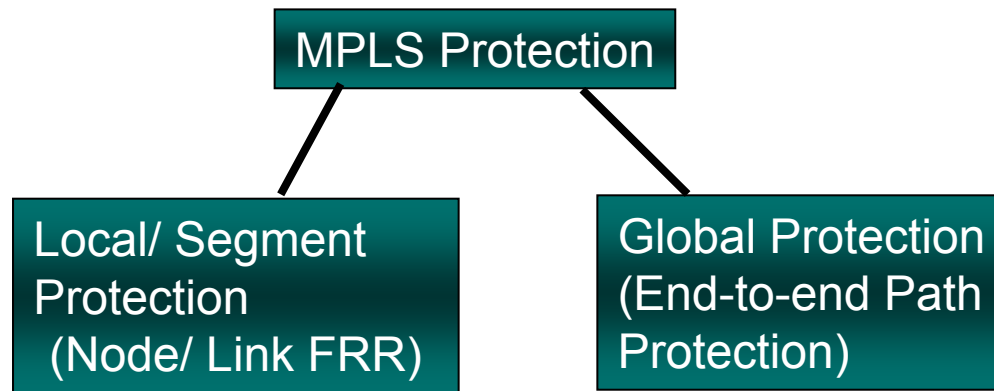 MPLS Protection
Local/ Segment
Protection
(Node/ Link FRR)
Global Protection
(End-to-end Path
Protection)